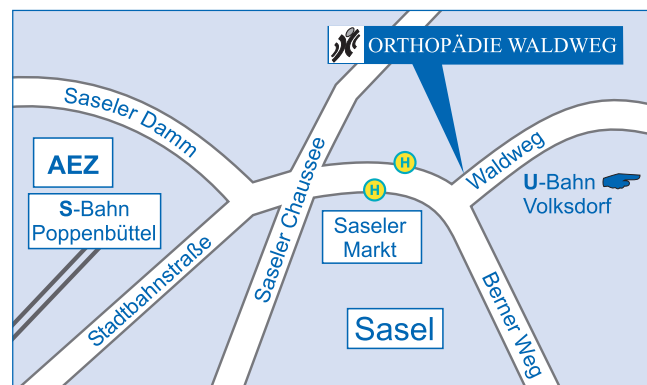 ORTHOPÄDIE WALDWEG
Saseler Damm
AEZ
S-Bahn
Poppenbüttel
Stadtbahnstraße
Saseler Chaussee
H
H
Saseler
Markt
Sasel
Waldweg
U-Bahn
Volksdorf
Berner Weg